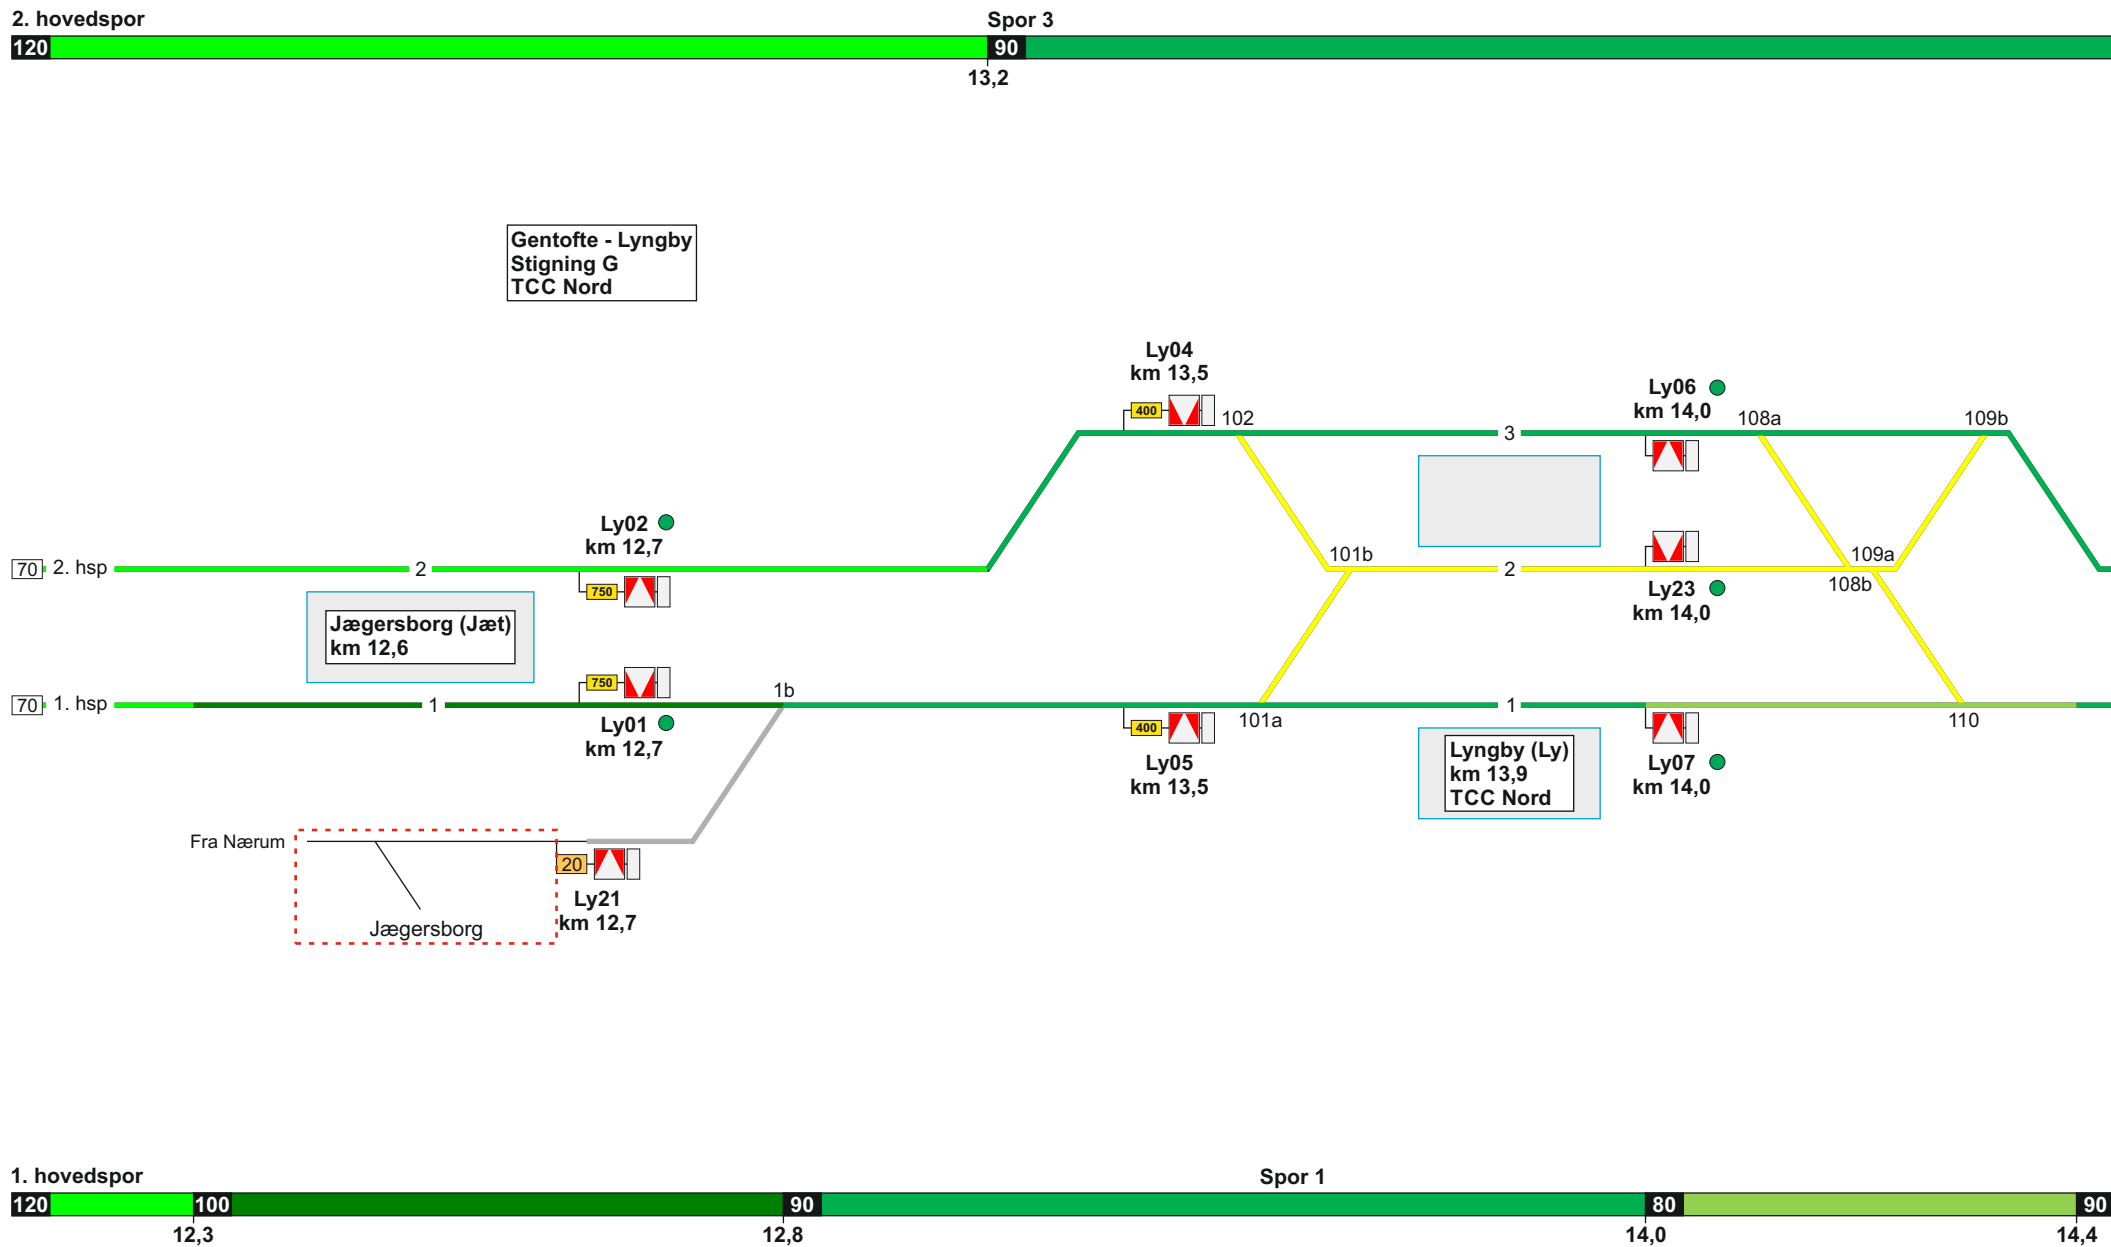 2. hovedspor
Spor 3
120
90
13,2
Gentofte - Lyngby
Stigning G
TCC Nord
Ly04
km 13,5
400
102
3
Ly06
km 14,0
108a
109b
Ly02
km 12,7
70
2. hsp
2
750
101b
2
109a
108b
Ly23
km 14,0
Jægersborg (Jæt)
km 12,6
750
70
1. hsp
1
1b
Ly01
km 12,7
400
101a
1
110
Ly05
km 13,5
Lyngby (Ly)
km 13,9
TCC Nord
Ly07
km 14,0
Fra Nærum
20
Ly21
km 12,7
Jægersborg
1. hovedspor
Spor 1
120
100
90
80
90
12,3
12,8
14,0
14,4